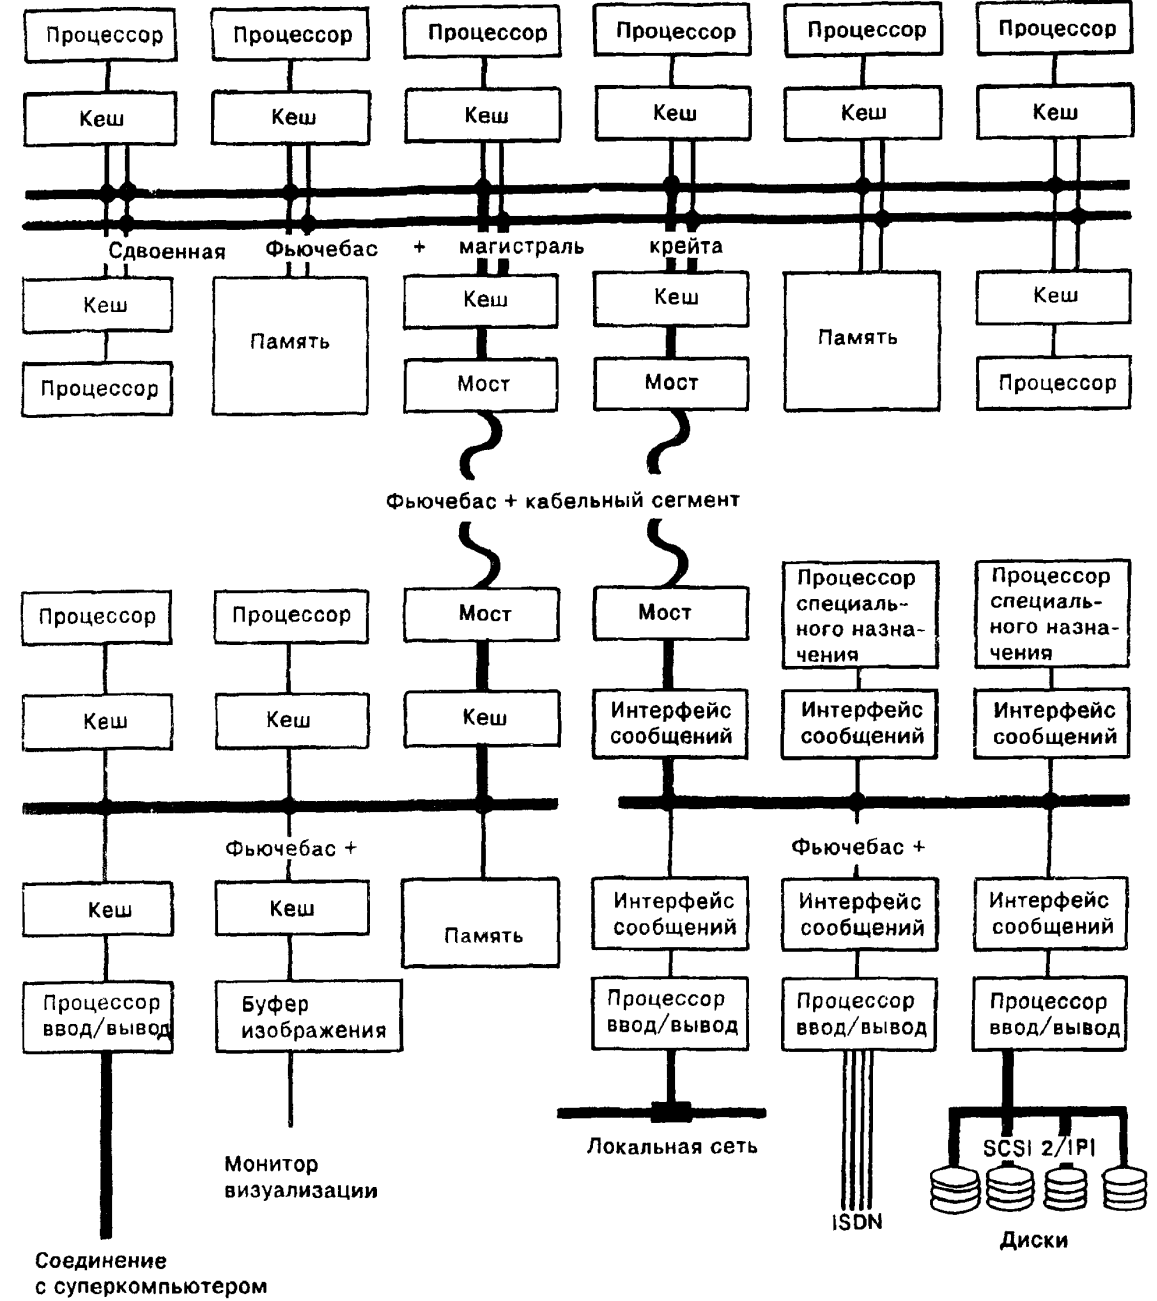 Процессор
Процессор
Процессор
Процессор
Процессор
Процессор
Кеш
Кеш
Кеш
Кеш
Кеш
Кеш
Сдвоенная Фьючебас + магистраль крейта
Кеш
Память
Кеш
Кеш
Память
Кеш
Процессор
Мост
Мост
Процессор
Фьючебас + кабельный сегмент
Процессор
Процессор
Мост
Мост
Процессор
специаль-
ного назна-
чения
Процессор
специаль-
ного назна-
чения
Кеш
Кеш
Кеш
Интерфейс
сообщений
Интерфейс
сообщений
Интерфейс
сообщений
Фьючебас +
Фьючебас +
Кеш
Кеш
Память
Интерфейс
сообщений
Интерфейс
сообщений
Интерфейс
сообщений
Процессор
ввод/вывод
Буфер
изображения
Процессор
ввод/вывод
Процессор
ввод/вывод
Процессор
ввод/вывод
Локальная сеть
SCSI 2/IPI
Монитор
визуализации
ISDN
Диски
Соединение
с суперкомпьютером